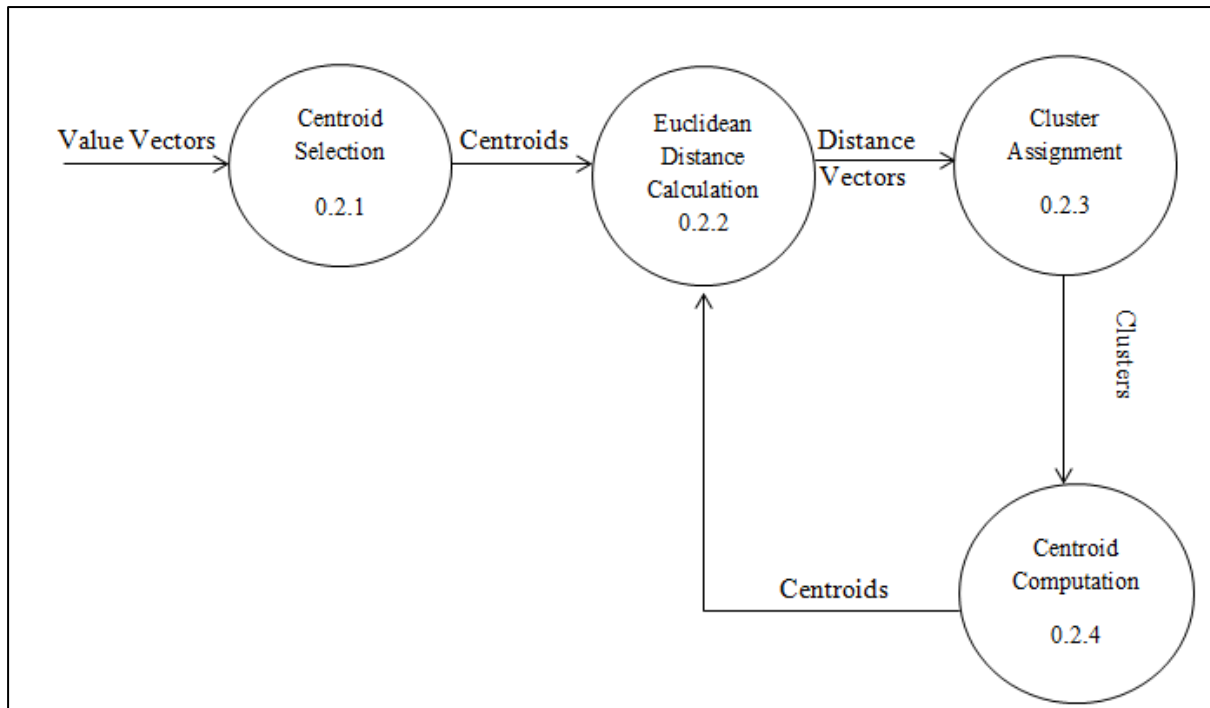 Value Vectors
Centroid
Selection
0.2.1
Centroids
Euclidean
Distance
Calculation
0.2.2
Distance
Vectors
Cluster
Assignment
0.2.3
Clusters
Centroid
Computation
0.2.4
Centroids